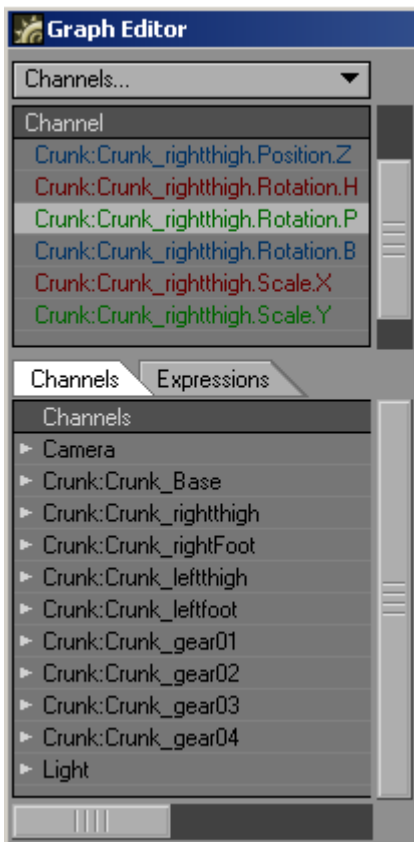 Graph Editor
Channels...
Channel
Crunk:Crunk_rightthigh.Position.Z
Crunk:Crunk_rightthigh.Rotation.H
Crunk:Crunk_rightthigh.Rotation.P
Crunk:Crunk_rightthigh.Rotation.B
Crunk:Crunk_rightthigh.Scale.X
Crunk:Crunk_rightthigh.Scale.Y
Channels Expressions
Channels
Camera
Crunk:Crunk_Base
Crunk:Crunk_rightthigh
Crunk:Crunk_rightFoot
Crunk:Crunk_leftthigh
Crunk:Crunk_leftfoot
Crunk:Crunk_gear01
Crunk:Crunk_gear02
Crunk:Crunk_gear03
Crunk:Crunk_gear04
Light